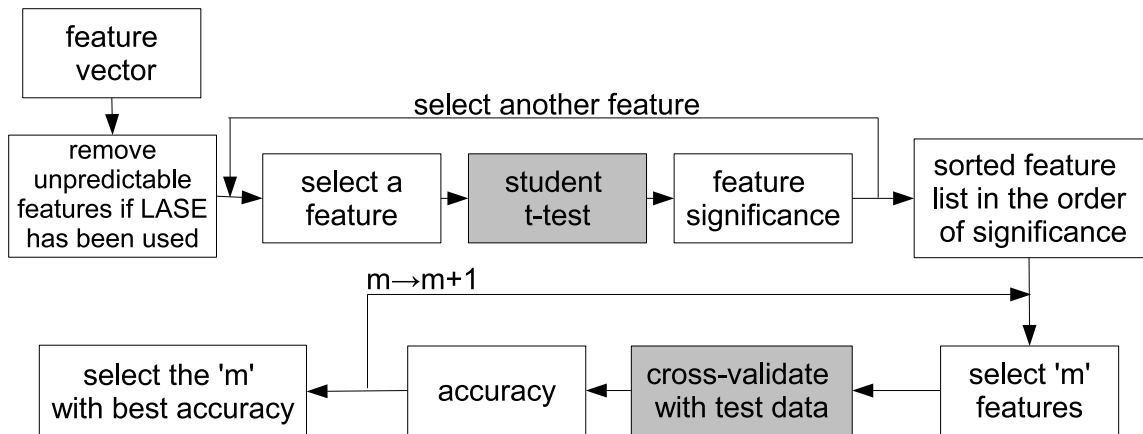 feature
vector
select another feature
remove
unpredictable
features if LASE
has been used
select a
feature
student
t-test
feature
significance
sorted feature
list in the order
of significance
m→m+1
select the 'm'
with best accuracy
accuracy
cross-validate
with test data
select 'm'
features